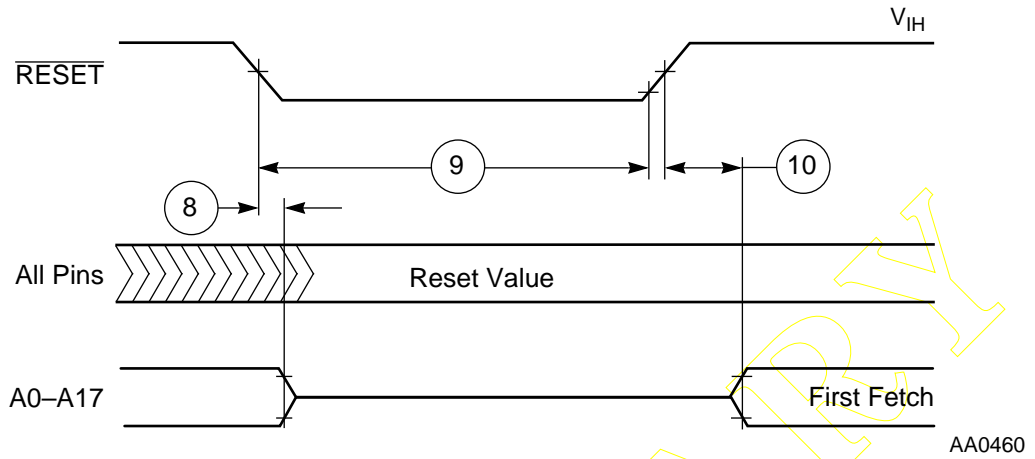 V_IH
RESET
9
10
8
All Pins
Reset Value
A0–A17
First Fetch
AA0460
R Y